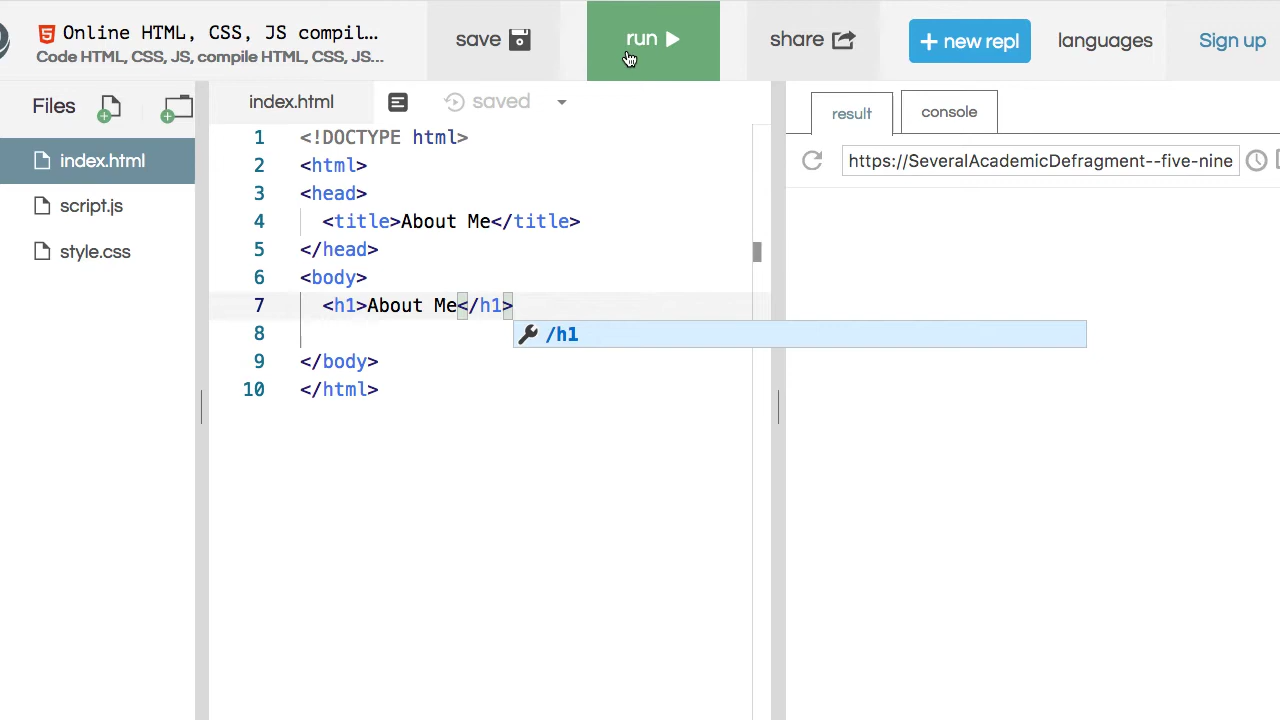 Online HTML, CSS, JS compil...
Code HTML, CSS, JS, compile HTML, CSS, JS...
save
run
share
+ new repl
languages
Sign up
Files
index.html
script.js
style.css
index.html
saved
1 <!DOCTYPE html>
2 <html>
3 <head>
4 <title>About Me</title>
5 </head>
6 <body>
7 <h1>About Me</h1>
/h1
8
9 </body>
10 </html>
result
console
https://SeveralAcademicDefragment--five-nine